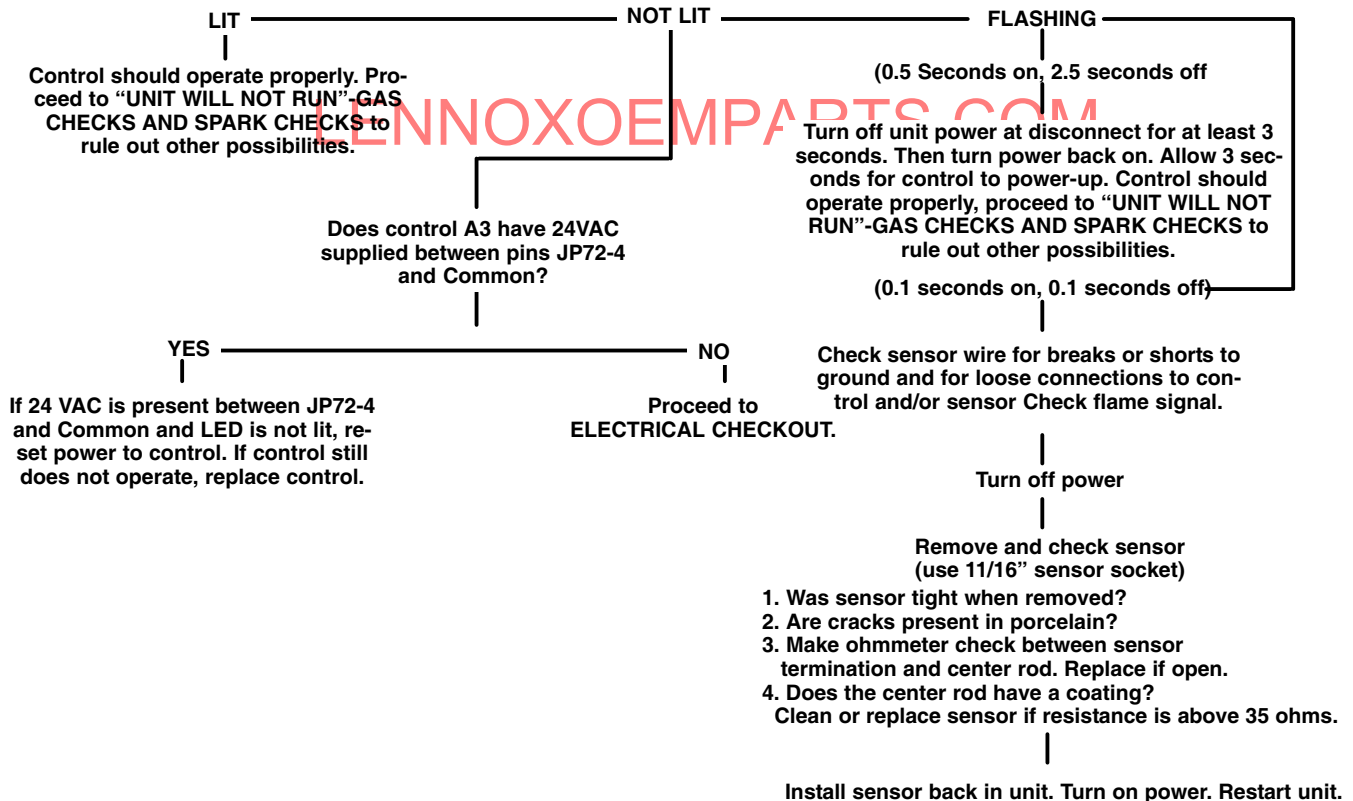 LIT
NOT LIT
FLASHING
Control should operate properly. Pro-
ceed to “UNIT WILL NOT RUN”-GAS
CHECKS AND SPARK CHECKS to
rule out other possibilities.
LENNOXOEMPARTS.COM
(0.5 Seconds on, 2.5 seconds off
Turn off unit power at disconnect for at least 3
seconds. Then turn power back on. Allow 3 sec-
onds for control to power-up. Control should
operate properly, proceed to “UNIT WILL NOT
RUN”-GAS CHECKS AND SPARK CHECKS to
rule out other possibilities.
Does control A3 have 24VAC
supplied between pins JP72-4
and Common?
(0.1 seconds on, 0.1 seconds off)
YES
NO
If 24 VAC is present between JP72-4
and Common and LED is not lit, re-
set power to control. If control still
does not operate, replace control.
Proceed to
ELECTRICAL CHECKOUT.
Check sensor wire for breaks or shorts to
ground and for loose connections to con-
trol and/or sensor Check flame signal.
Turn off power
Remove and check sensor
(use 11/16” sensor socket)
1. Was sensor tight when removed?
2. Are cracks present in porcelain?
3. Make ohmmeter check between sensor
termination and center rod. Replace if open.
4. Does the center rod have a coating?
Clean or replace sensor if resistance is above 35 ohms.
Install sensor back in unit. Turn on power. Restart unit.